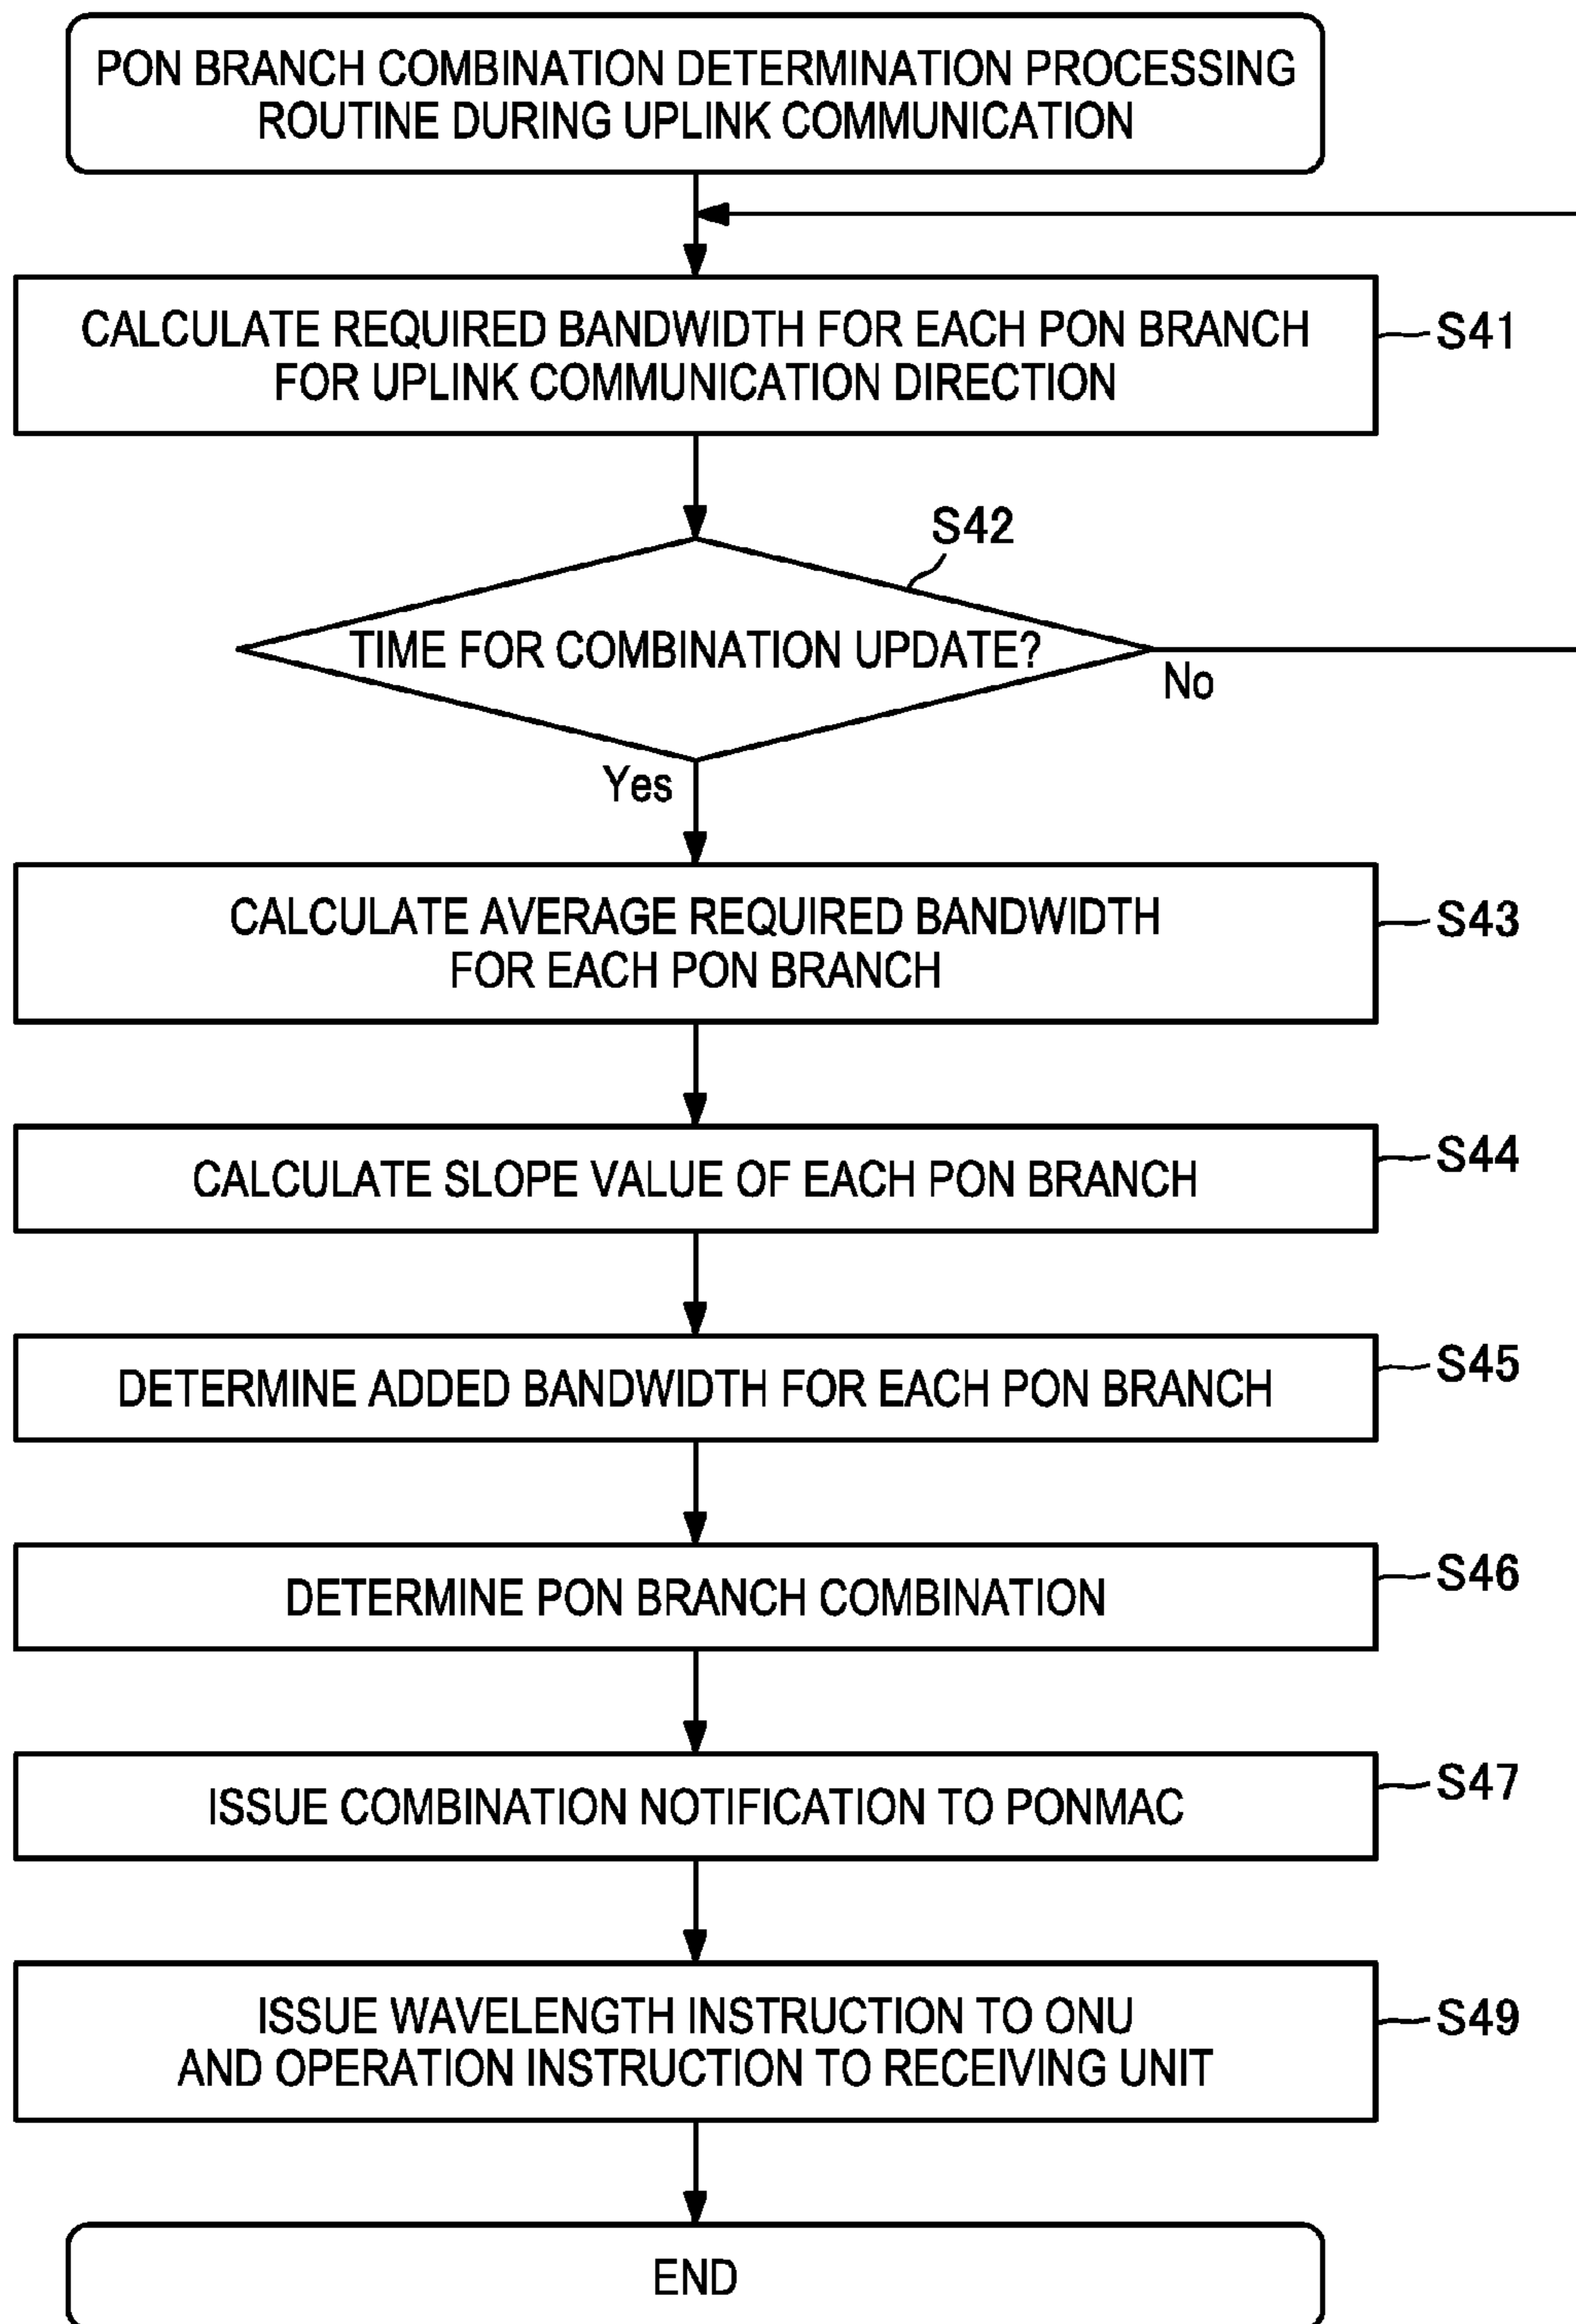 PON BRANCH COMBINATION DETERMINATION PROCESSING
ROUTINE DURING UPLINK COMMUNICATION
CALCULATE REQUIRED BANDWIDTH FOR EACH PON BRANCH
FOR UPLINK COMMUNICATION DIRECTION
S41
S42
TIME FOR COMBINATION UPDATE?
No
Yes
CALCULATE AVERAGE REQUIRED BANDWIDTH
FOR EACH PON BRANCH
S43
CALCULATE SLOPE VALUE OF EACH PON BRANCH
S44
DETERMINE ADDED BANDWIDTH FOR EACH PON BRANCH
S45
DETERMINE PON BRANCH COMBINATION
S46
ISSUE COMBINATION NOTIFICATION TO PONMAC
S47
ISSUE WAVELENGTH INSTRUCTION TO ONU
AND OPERATION INSTRUCTION TO RECEIVING UNIT
S49
END